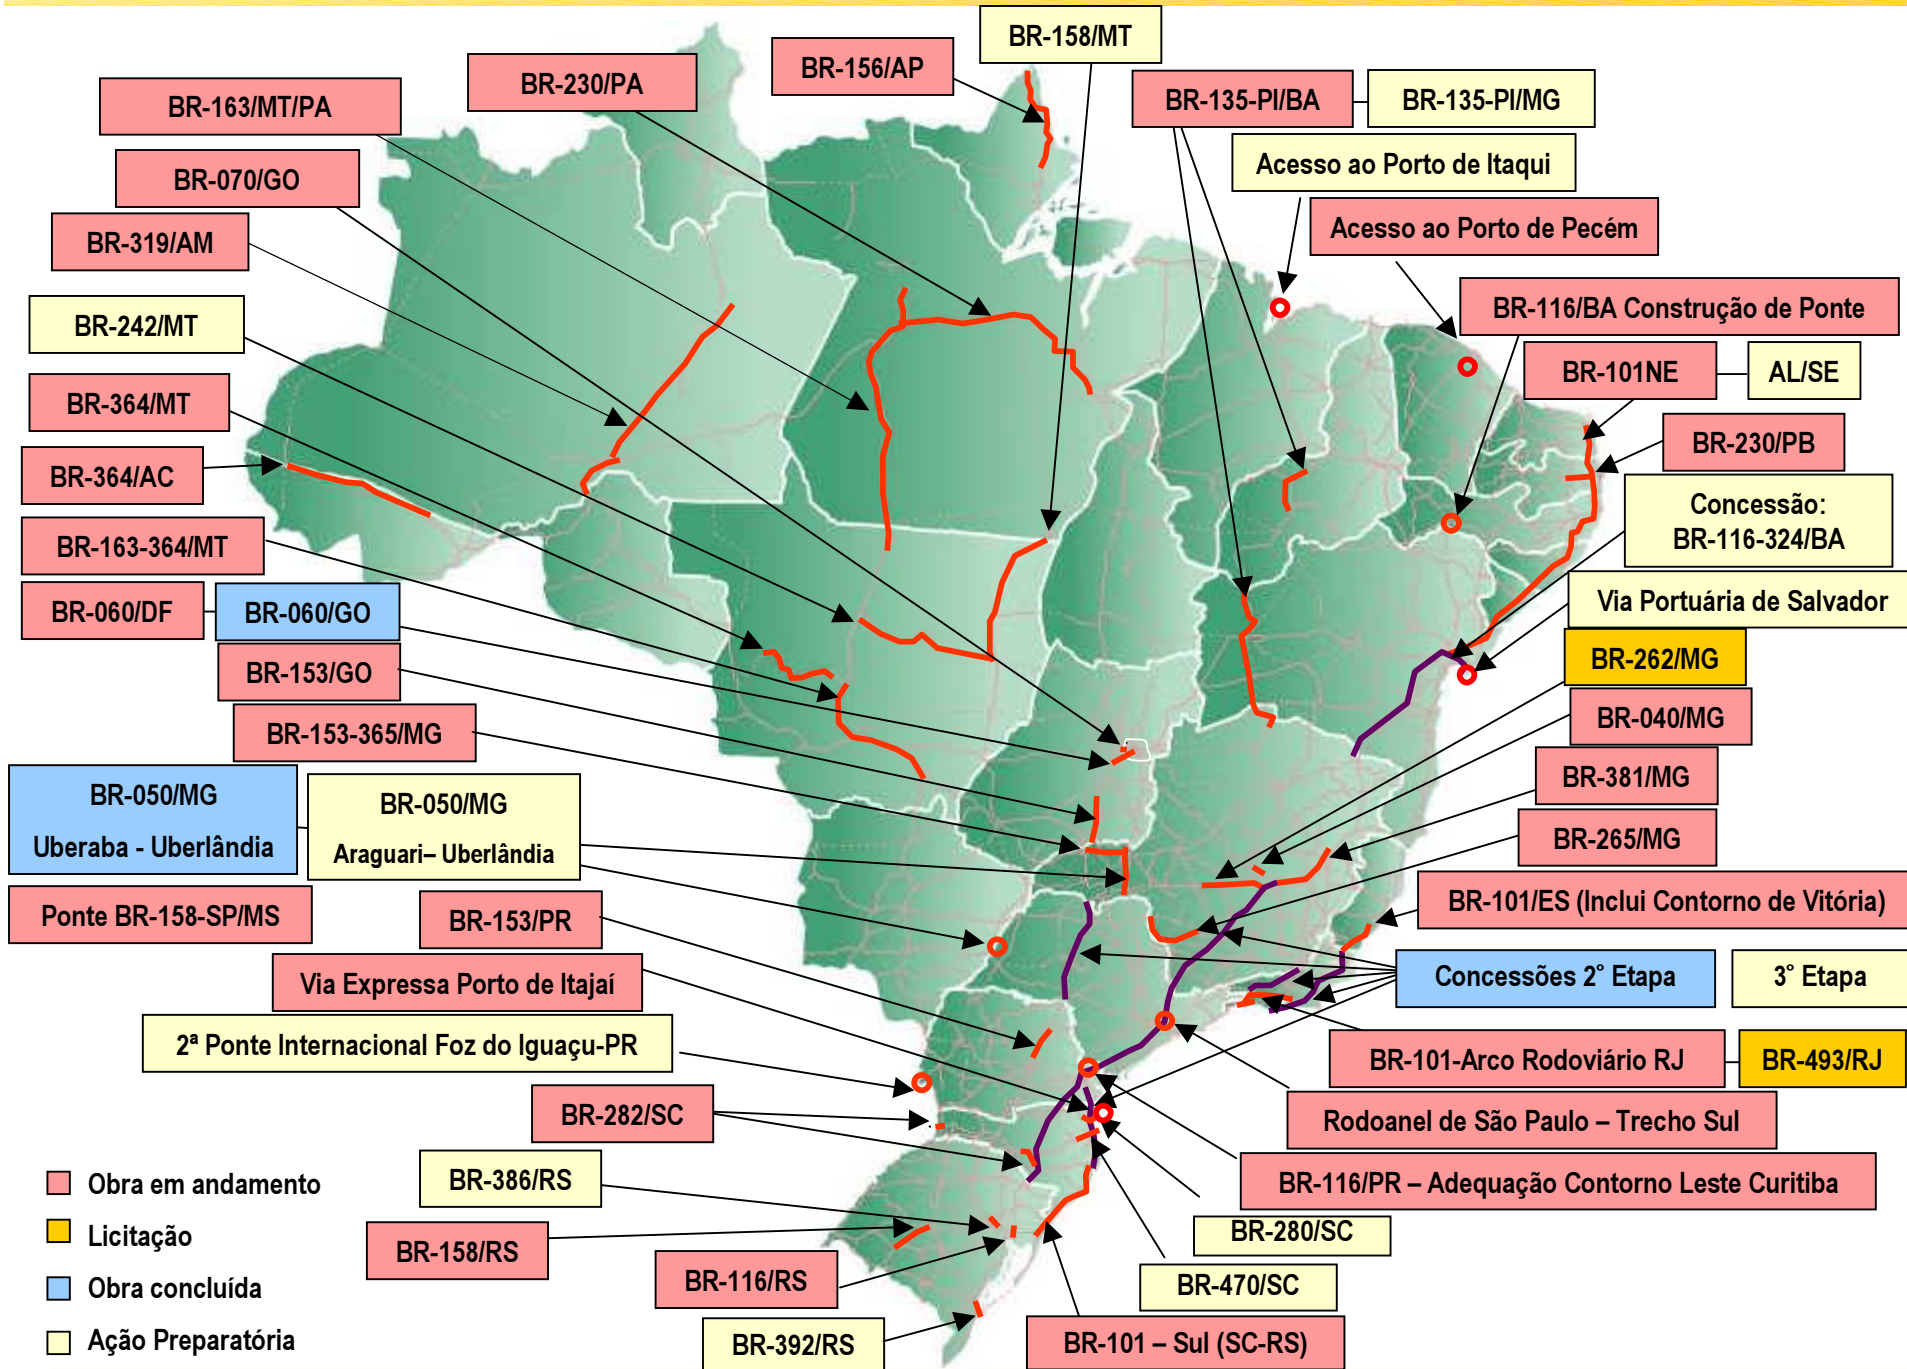 BR-158/MT
BR-230/PA
BR-156/AP
BR-163/MT/PA
BR-135-PI/BA
BR-135-PI/MG
Acesso ao Porto de Itaqui
BR-070/GO
Acesso ao Porto de Pecém
BR-319/AM
BR-116/BA Construção de Ponte
BR-242/MT
BR-101NE
AL/SE
BR-364/MT
BR-230/PB
BR-364/AC
Concessão:
BR-116-324/BA
BR-163-364/MT
Via Portuária de Salvador
BR-060/DF
BR-060/GO
BR-262/MG
BR-153/GO
BR-040/MG
BR-153-365/MG
BR-381/MG
BR-050/MG
Uberaba - Uberlândia
BR-050/MG
Araguari– Uberlândia
BR-265/MG
Ponte BR-158-SP/MS
BR-153/PR
BR-101/ES (Inclui Contorno de Vitória)
Via Expressa Porto de Itajaí
Concessões 2° Etapa
3° Etapa
2ª Ponte Internacional Foz do Iguaçu-PR
BR-101-Arco Rodoviário RJ
BR-493/RJ
BR-282/SC
Rodoanel de São Paulo – Trecho Sul
BR-386/RS
BR-116/PR – Adequação Contorno Leste Curitiba
BR-158/RS
BR-280/SC
BR-116/RS
BR-470/SC
BR-392/RS
BR-101 – Sul (SC-RS)
Obra em andamento
Licitação
Obra concluída
Ação Preparatória